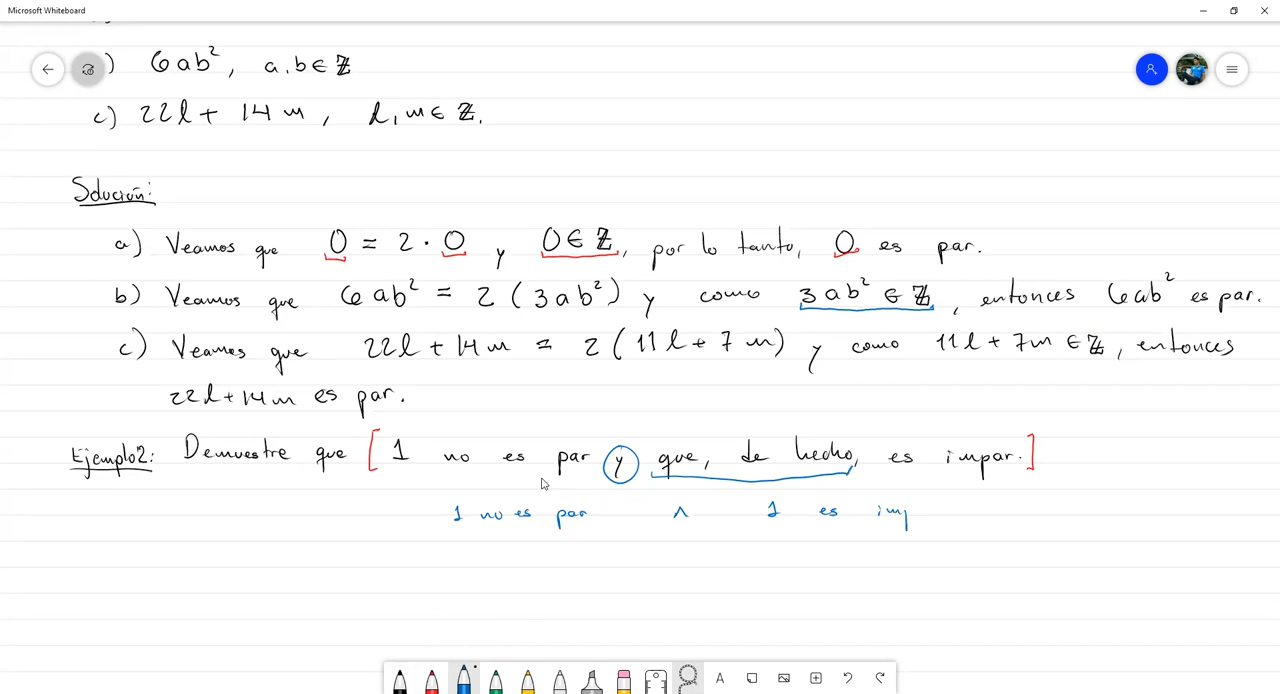 Microsoft Whiteboard
) 6ab², a,b ∈ ℤ
c) 22l + 14m, l,m ∈ ℤ.
Solución:
a) Veamos que 0 = 2 · 0 y 0 ∈ ℤ, por lo tanto, 0 es par.
b) Veamos que 6ab² = 2(3ab²) y como 3ab² ∈ ℤ, entonces 6ab² es par.
c) Veamos que 22l + 14m = 2(11l + 7m) y como 11l + 7m ∈ ℤ, entonces
22l + 14m es par.
Ejemplo 2: Demuestre que [1 no es par y que, de hecho, es impar.]
1 no es par ∧ 1 es imp